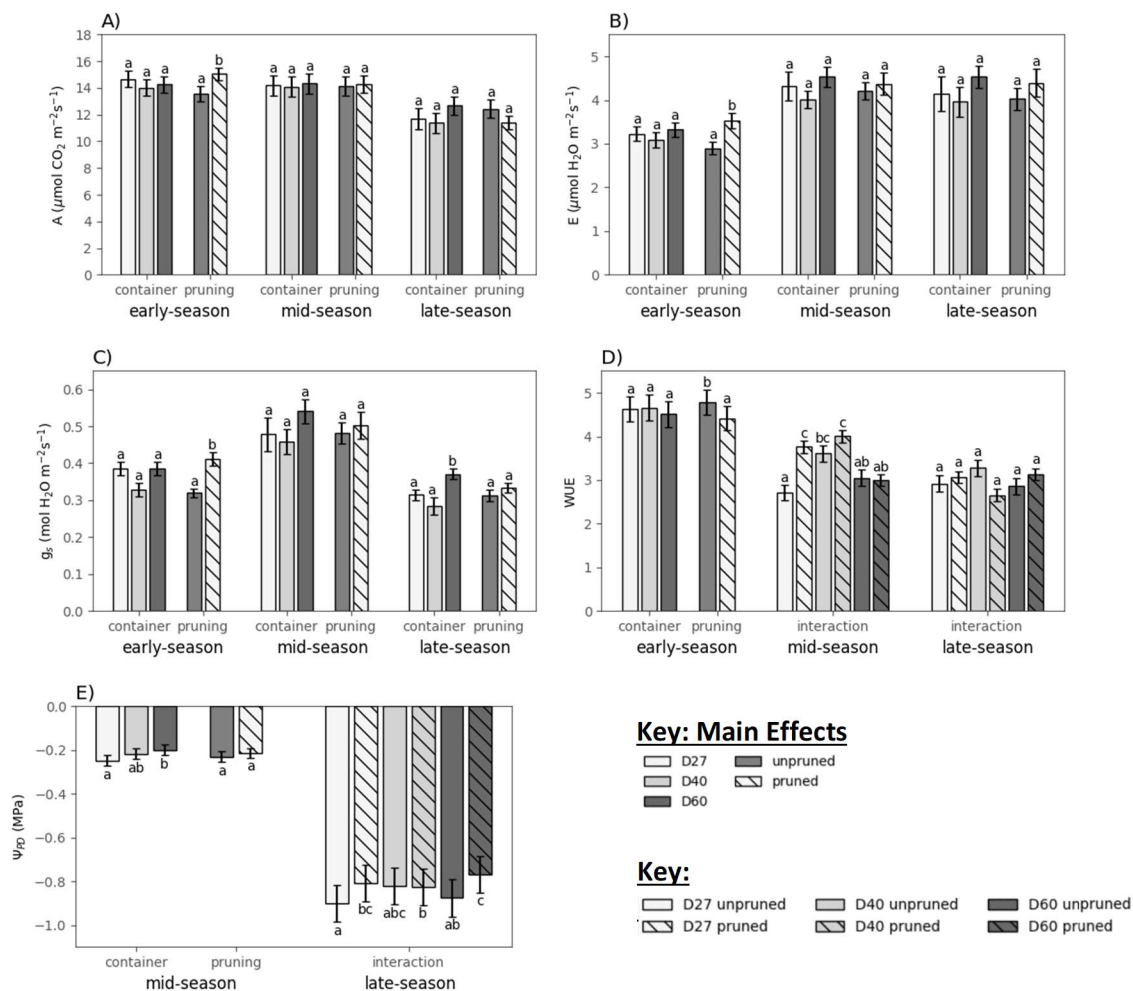 A)
A (μmol CO₂ m⁻²s⁻¹)
18
16
14
12
10
8
6
4
2
0
a a a a b
a a a a a
a a a a a
container pruning container pruning container pruning
early-season mid-season late-season
B)
E (μmol H₂O m⁻²s⁻¹)
5
4
3
2
1
0
a a a a b
a a a a a
a a a a a
container pruning container pruning container pruning
early-season mid-season late-season
C)
gₛ (mol H₂O m⁻²s⁻¹)
0.6
0.5
0.4
0.3
0.2
0.1
0.0
a a a a b
a a a a a
a a b a a
container pruning container pruning container pruning
early-season mid-season late-season
D)
WUE
5
4
3
2
1
0
a a a b a
a c bc c ab ab
a a a a a a
container pruning interaction interaction
early-season mid-season late-season
E)
Ψ_PD (MPa)
0.0
−0.2
−0.4
−0.6
−0.8
−1.0
a ab b a a
a bc abc b ab c
container pruning interaction
mid-season late-season
Key: Main Effects
D27 unpruned
D40 pruned
D60
Key:
D27 unpruned D40 unpruned D60 unpruned
D27 pruned D40 pruned D60 pruned